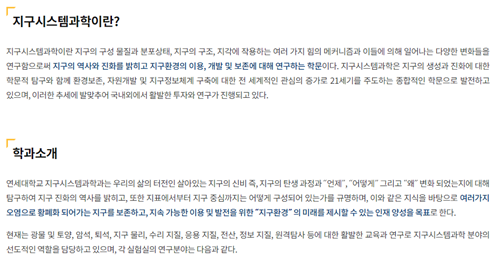 지구시스템과학이란?
지구시스템과학이란 지구의 구성 물질과 분포상태, 지구의 구조, 지각에 작용하는 여러 가지 힘의 메커니즘과 이들에 의해 일어나는 다양한 변화들을
연구함으로써 지구의 역사와 진화를 밝히고 지구환경의 이용, 개발 및 보존에 대해 연구하는 학문이다. 지구시스템과학은 지구의 생성과 진화에 대한
학문적 탐구와 함께 환경보존, 자원개발 및 지구정보체계 구축에 대한 전 세계적인 관심의 증가로 21세기를 주도하는 종합적인 학문으로 발전하고
있으며, 이러한 추세에 발맞추어 국내외에서 활발한 투자와 연구가 진행되고 있다.
학과소개
연세대학교 지구시스템과학과는 우리의 삶의 터전인 살아있는 지구의 신비 즉, 지구의 탄생 과정과 "언제", "어떻게" 그리고 "왜" 변화 되었는지에 대해
탐구하여 지구 진화의 역사를 밝히고, 또한 지표에서부터 지구 중심까지는 어떻게 구성되어 있는가를 규명하며, 이와 같은 지식을 바탕으로 여러가지
오염으로 황폐화 되어가는 지구를 보존하고, 지속 가능한 이용 및 발전을 위한 "지구환경" 의 미래를 제시할 수 있는 인재 양성을 목표로 한다.
현재는 광물 및 토양, 암석, 퇴적, 지구 물리, 수리 지질, 응용 지질, 전산, 정보 지질, 원격탐사 등에 대한 활발한 교육과 연구로 지구시스템과학 분야의
선도적인 역할을 담당하고 있으며, 각 실험실의 연구분야는 다음과 같다.